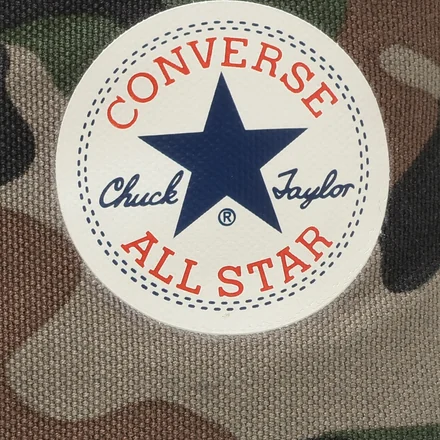 CONVERSE
Chuck Taylor
®
ALL STAR